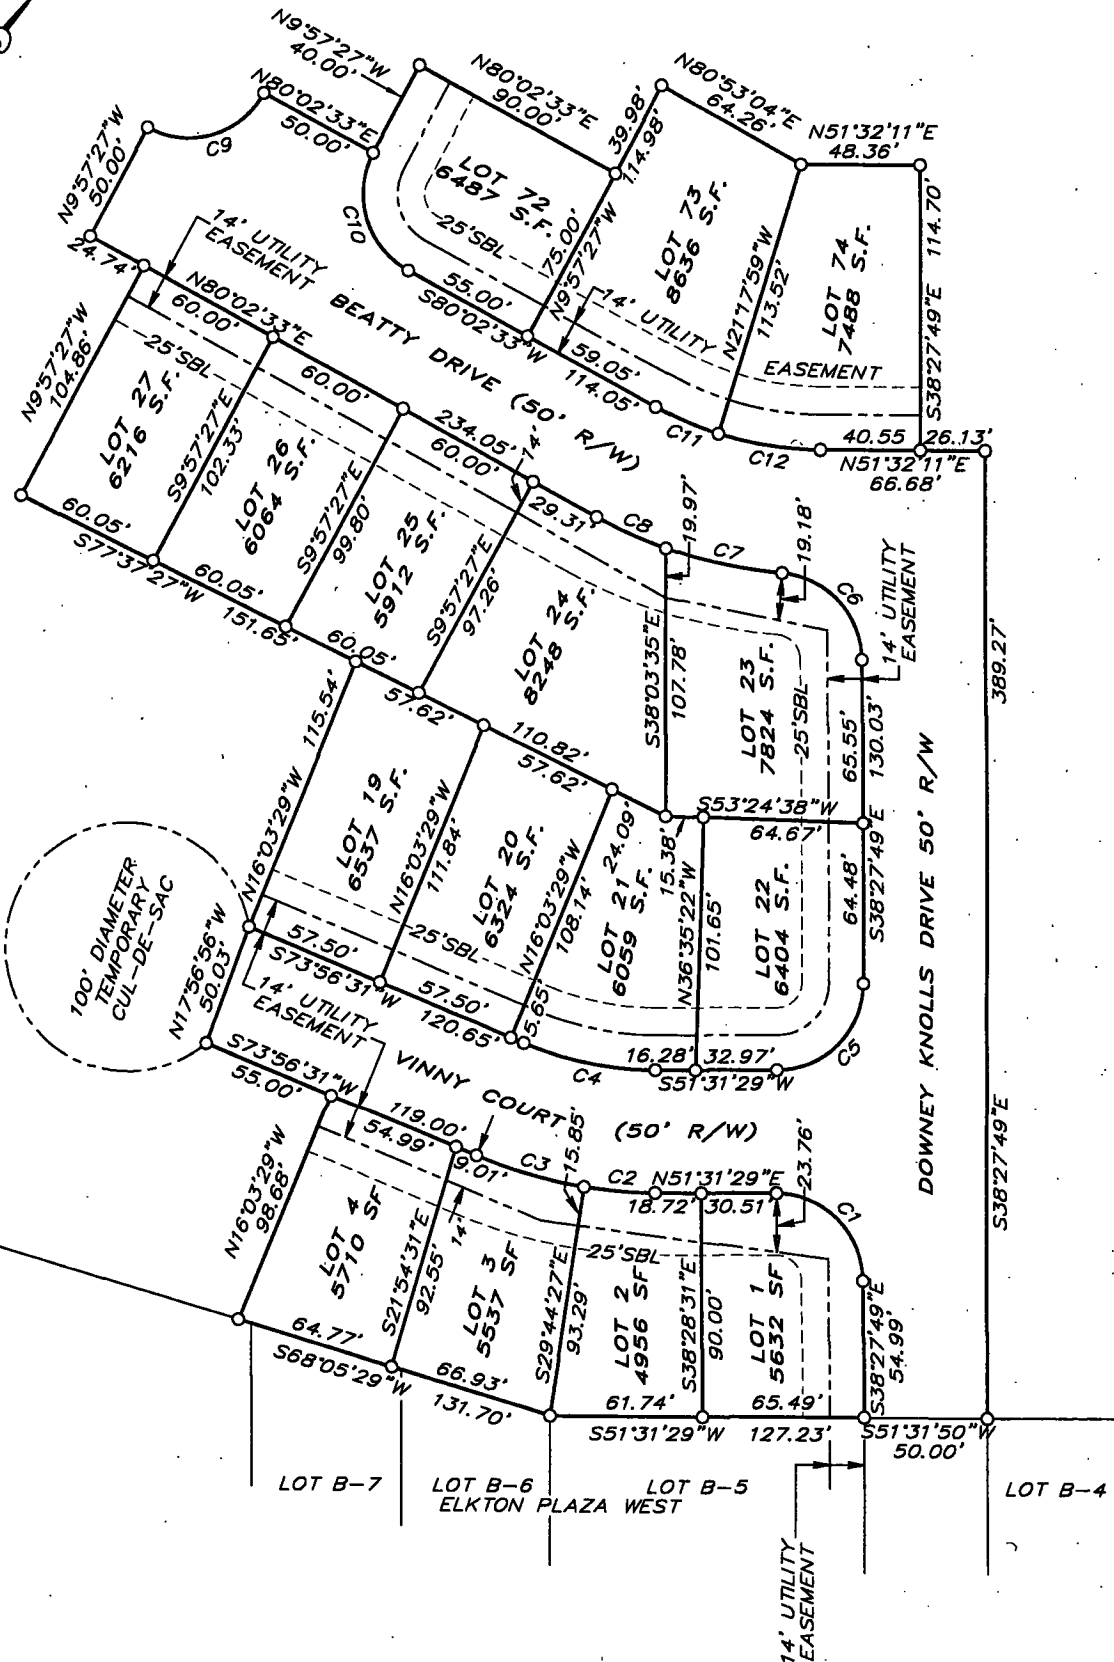 N9°57'27"W
40.00'
N80°02'33"E
90.00'
N80°53'04"E
64.26'
N51°32'11"E
48.36'
N80°02'33"E
50.00'
C9
N9°57'27"W
50.00'
24.74'
39.98'
114.98'
LOT 72
6487 S.F.
25'SBL
C10
75.00'
N9°57'27"W
LOT 73
8636 S.F.
N21°17'59"W
113.52'
LOT 74
7488 S.F.
S38°27'49"E 114.70'
14' UTILITY
EASEMENT
14' UTILITY
EASEMENT
55.00'
S80°02'33"W
59.05'
114.05'
C11
C12
40.55
26.13'
N51°32'11"E
66.68'
N80°02'33"E
60.00'
BEATTY DRIVE (50' R/W)
25'SBL
N9°57'27"W
104.86'
LOT 27
6216 S.F.
S9°57'27"E
102.33'
60.00'
LOT 26
6064 S.F.
S9°57'27"E
99.80'
234.05'
60.00'
14'
LOT 25
5912 S.F.
S9°57'27"E
97.26'
29.31'
C8
19.97'
C7
19.18'
C6
14' UTILITY
EASEMENT
60.05'
S77°37'27"W
60.05'
151.65'
60.05'
57.62'
LOT 24
8248 S.F.
S38°03'35"E
107.78'
LOT 23
7824 S.F.
25'SBL
65.55'
130.03'
389.27'
115.54'
N16°03'29"W
LOT 19
6537 S.F.
N16°03'29"W
111.84'
110.82'
57.62'
24.09'
15.38'
S53°24'38"W
64.67'
LOT 20
6324 S.F.
N16°03'29"W
108.14'
LOT 21
6059 S.F.
N36°35'22"W
101.65'
LOT 22
6404 S.F.
64.48'
S38°27'49"E
DOWNEY KNOLLS DRIVE 50' R/W
100' DIAMETER
TEMPORARY
CUL-DE-SAC
N17°56'56"W
50.03'
57.50'
S73°56'31"W
25'SBL
57.50'
120.65'
5.65'
C4
16.28'
32.97'
S51°31'29"W
C5
14' UTILITY
EASEMENT
S73°56'31"W
55.00'
VINNY COURT
(50' R/W)
119.00'
54.99'
9.01'
C3
15.85'
C2
N51°31'29"E
18.72'
30.51'
23.76'
C1
S38°27'49"E
N16°03'29"W
98.68'
LOT 4
5710 SF
S21°54'31"E
92.55'
14'
LOT 3
5537 SF
S29°44'27"E
93.29'
25'SBL
LOT 2
4956 SF
S38°28'31"E
90.00'
LOT 1
5632 SF
S38°27'49"E
54.99'
64.77'
S68°05'29"W
66.93'
131.70'
61.74'
S51°31'29"W
65.49'
127.23'
S51°31'50"W
50.00'
LOT B-7
LOT B-6
LOT B-5
LOT B-4
ELKTON PLAZA WEST
14' UTILITY
EASEMENT